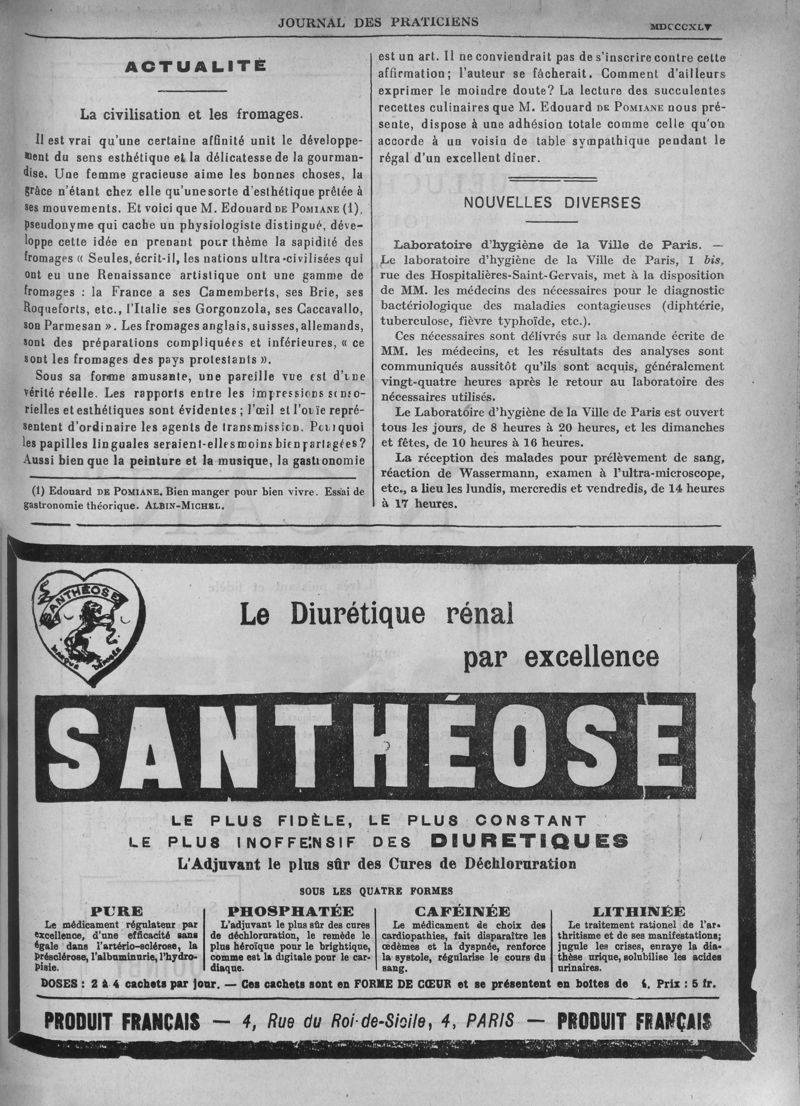 JOURNAL DES PRATICIENS
MDCCCXLV
ACTUALITÉ
La civilisation et les fromages.
Il est vrai qu'une certaine affinité unit le développe-
ment du sens esthétique et la délicatesse de la gourman-
dise. Une femme gracieuse aime les bonnes choses, la
grâce n'étant chez elle qu'une sorte d'esthétique prêtée à
ses mouvements. Et voici que M. Edouard DE POMIANE (1),
pseudonyme qui cache un physiologiste distingué, déve-
loppe cette idée en prenant pour thème la sapidité des
fromages « Seules, écrit-il, les nations ultra-civilisées qui
ont eu une Renaissance artistique ont une gamme de
fromages : la France a ses Camemberts, ses Brie, ses
Roqueforts, etc., l'Italie ses Gorgonzola, ses Caccavallo,
son Parmesan ». Les fromages anglais, suisses, allemands,
sont des préparations compliquées et inférieures, « ce
sont les fromages des pays protestants ».
Sous sa forme amusante, une pareille vue est d'une
vérité réelle. Les rapports entre les impressions senso-
rielles et esthétiques sont évidentes ; l'œil et l'ouïe repré-
sentent d'ordinaire les agents de transmission. Pourquoi
les papilles linguales seraient-elles moins bien partagées ?
Aussi bien que la peinture et la musique, la gastronomie
(1) Edouard DE POMIANE. Bien manger pour bien vivre. Essai de
gastronomie théorique. ALBIN-MICHEL.
est un art. Il ne conviendrait pas de s'inscrire contre cette
affirmation ; l'auteur se fâcherait. Comment d'ailleurs
exprimer le moindre doute? La lecture des succulentes
recettes culinaires que M. Edouard DE POMIANE nous pré-
sente, dispose à une adhésion totale comme celle qu'on
accorde à un voisin de table sympathique pendant le
régal d'un excellent dîner.
NOUVELLES DIVERSES
Laboratoire d'hygiène de la Ville de Paris. —
Le laboratoire d'hygiène de la Ville de Paris, 1 bis,
rue des Hospitalières-Saint-Gervais, met à la disposition
de MM. les médecins des nécessaires pour le diagnostic
bactériologique des maladies contagieuses (diphtérie,
tuberculose, fièvre typhoïde, etc.).
Ces nécessaires sont délivrés sur la demande écrite de
MM. les médecins, et les résultats des analyses sont
communiqués aussitôt qu'ils sont acquis, généralement
vingt-quatre heures après le retour au laboratoire des
nécessaires utilisés.
Le Laboratoire d'hygiène de la Ville de Paris est ouvert
tous les jours, de 8 heures à 20 heures, et les dimanches
et fêtes, de 10 heures à 16 heures.
La réception des malades pour prélèvement de sang,
réaction de Wassermann, examen à l'ultra-microscope,
etc., a lieu les lundis, mercredis et vendredis, de 14 heures
à 17 heures.
SANTHÉOSE
MARQUE DÉPOSÉE
Le Diurétique rénal
par excellence
SANTHÉOSE
LE PLUS FIDÈLE, LE PLUS CONSTANT
LE PLUS INOFFENSIF DES DIURETIQUES
L'Adjuvant le plus sûr des Cures de Déchloruration
SOUS LES QUATRE FORMES
PURE
Le médicament régulateur par
excellence, d'une efficacité sans
égale dans l'artério-sclérose, la
présclérose, l'albuminurie, l'hydro-
pisie.
PHOSPHATÉE
L'adjuvant le plus sûr des cures
de déchloruration, le remède le
plus héroïque pour le brightique,
comme est la digitale pour le car-
diaque.
CAFÉINÉE
Le médicament de choix des
cardiopathies, fait disparaître les
œdèmes et la dyspnée, renforce
la systole, régularise le cours du
sang.
LITHINÉE
Le traitement rationel de l'ar-
thritisme et de ses manifestations;
jugule les crises, enraye la dia-
thèse urique, solubilise les acides
urinaires.
DOSES : 2 à 4 cachets par jour. — Ces cachets sont en FORME DE CŒUR et se présentent en boîtes de 4. Prix : 5 fr.
PRODUIT FRANÇAIS — 4, Rue du Roi-de-Sicile, 4, PARIS — PRODUIT FRANÇAIS